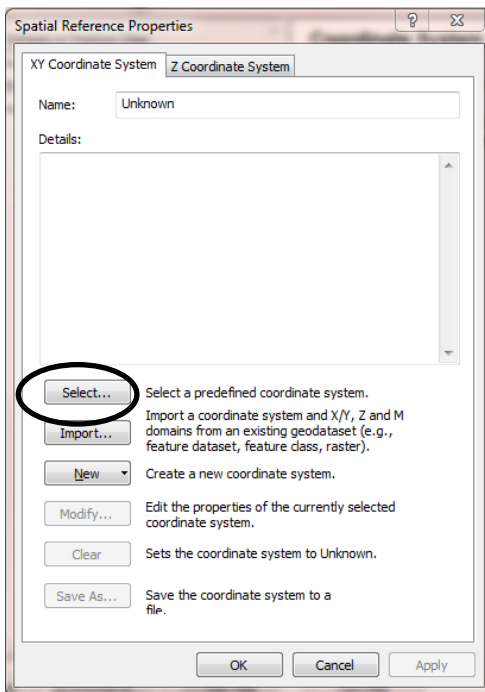 Spatial Reference Properties
XY Coordinate System Z Coordinate System
Name: Unknown
Details:
Select... Select a predefined coordinate system.
Import a coordinate system and X/Y, Z and M
Import... domains from an existing geodataset (e.g.,
feature dataset, feature class, raster).
New Create a new coordinate system.
Modify... Edit the properties of the currently selected
coordinate system.
Clear Sets the coordinate system to Unknown.
Save As... Save the coordinate system to a
file.
OK Cancel Apply